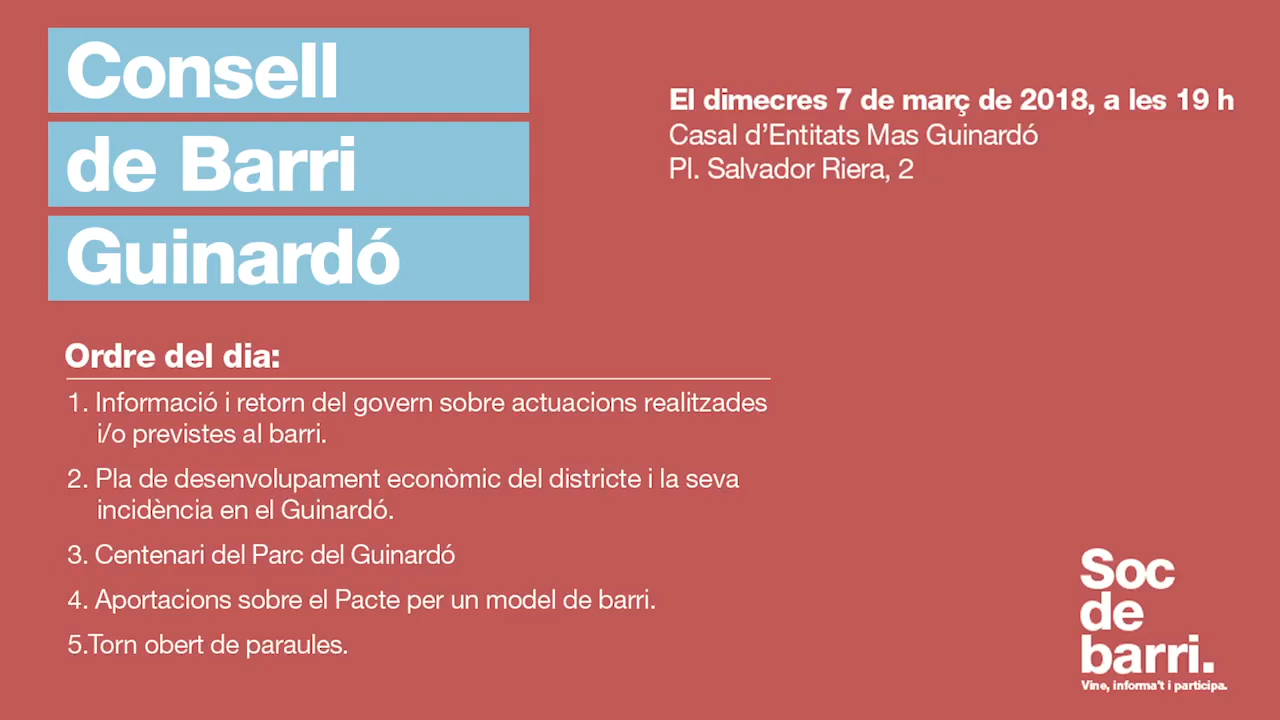 Consell
de Barri
Guinardó
El dimecres 7 de març de 2018, a les 19 h
Casal d'Entitats Mas Guinardó
Pl. Salvador Riera, 2
Ordre del dia:
1. Informació i retorn del govern sobre actuacions realitzades
i/o previstes al barri.
2. Pla de desenvolupament econòmic del districte i la seva
incidència en el Guinardó.
3. Centenari del Parc del Guinardó
4. Aportacions sobre el Pacte per un model de barri.
5.Torn obert de paraules.
Soc
de
barri.
Vine, informa't i participa.